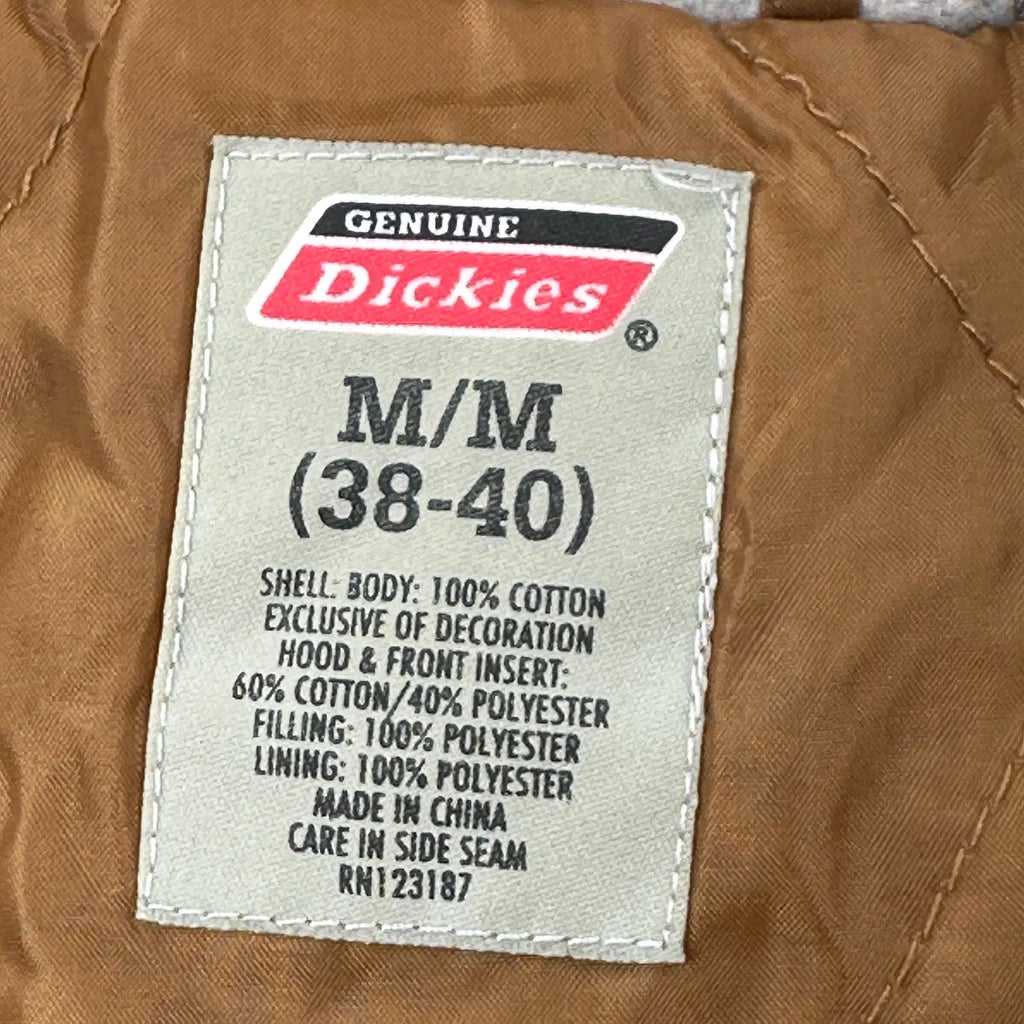 GENUINE
Dickies
®
M/M
(38-40)
SHELL: BODY: 100% COTTON
EXCLUSIVE OF DECORATION
HOOD & FRONT INSERT:
60% COTTON/40% POLYESTER
FILLING: 100% POLYESTER
LINING: 100% POLYESTER
MADE IN CHINA
CARE IN SIDE SEAM
RN123187